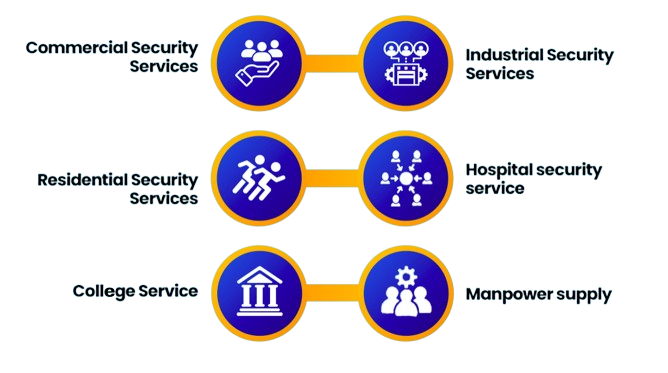 Commercial Security
Services
Industrial Security
Services
Residential Security
Services
Hospital security
service
College Service
Manpower supply